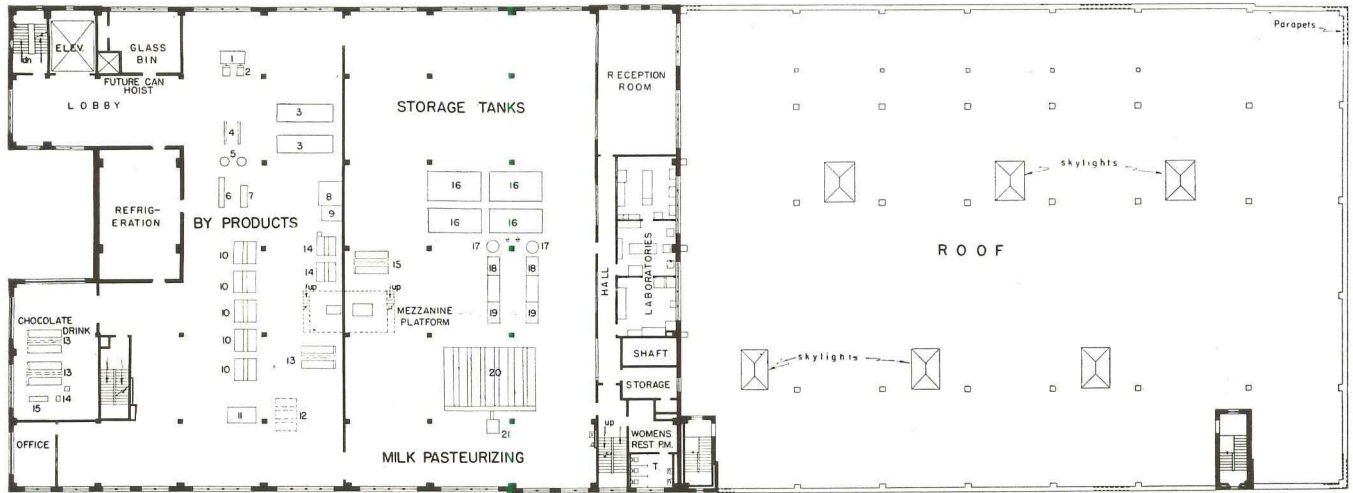 Parapets
ELEV.
dn
GLASS
BIN
FUTURE CAN
HOIST
LOBBY
1
2
3
3
4
5
6
7
8
9
STORAGE TANKS
RECEPTION
ROOM
16
16
16
16
17
17
18
18
19
19
skylights
REFRIG-
ERATION
BY PRODUCTS
10
10
10
10
10
14
14
15
up
up
MEZZANINE
PLATFORM
HALL
LABORATORIES
ROOF
CHOCOLATE
DRINK
13
13
14
15
13
11
12
20
21
SHAFT
STORAGE
skylights
OFFICE
MILK PASTEURIZING
up
WOMENS
REST P.M.
T.